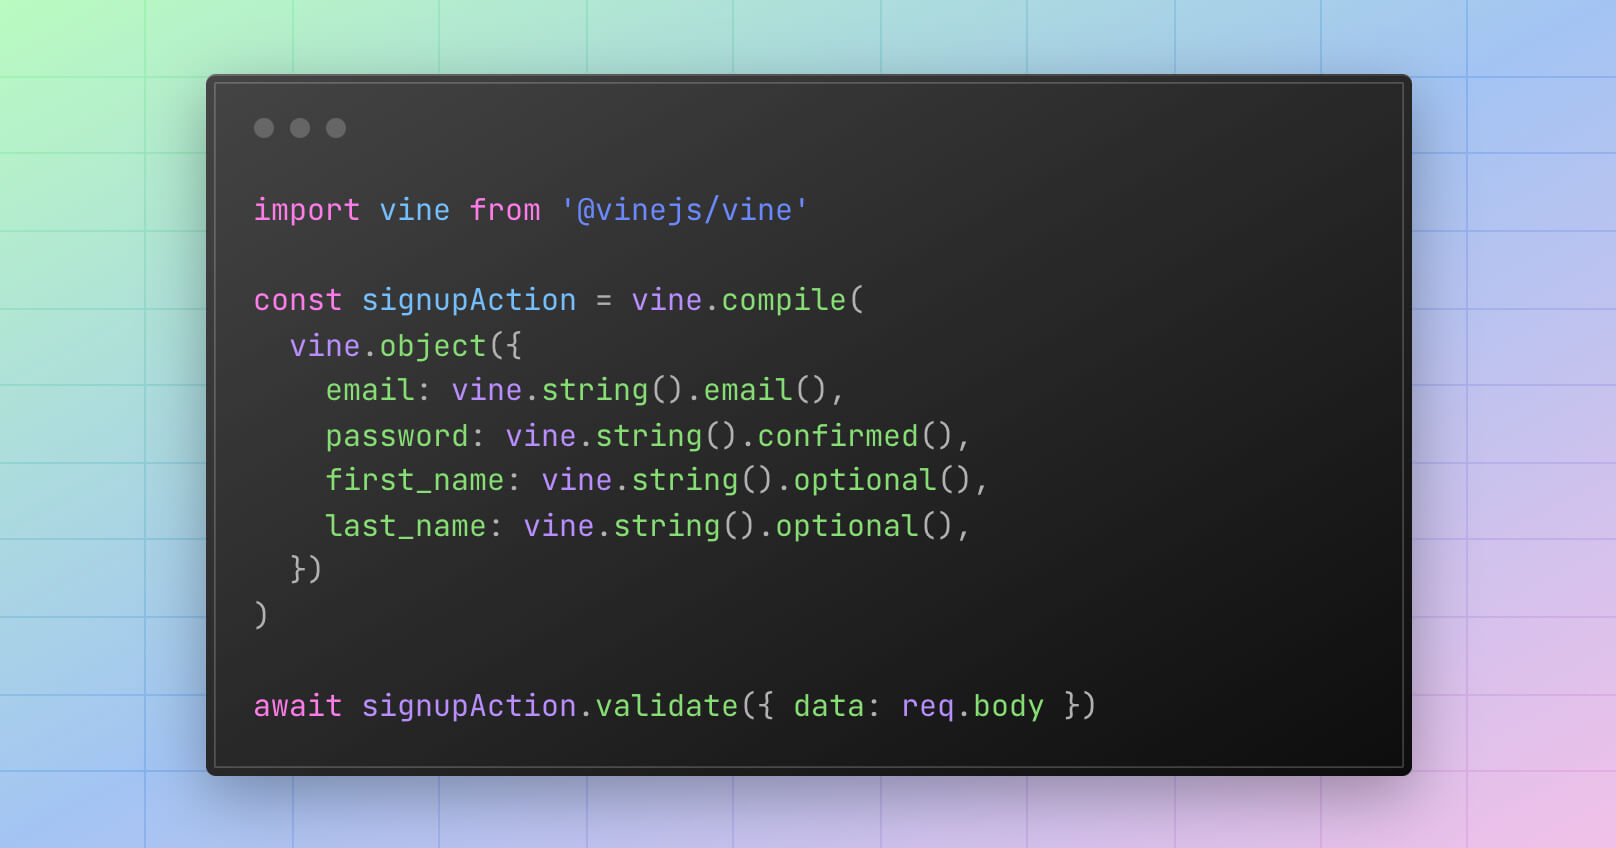 import vine from '@vinejs/vine'

const signupAction = vine.compile(
  vine.object({
    email: vine.string().email(),
    password: vine.string().confirmed(),
    first_name: vine.string().optional(),
    last_name: vine.string().optional(),
  })
)

await signupAction.validate({ data: req.body })